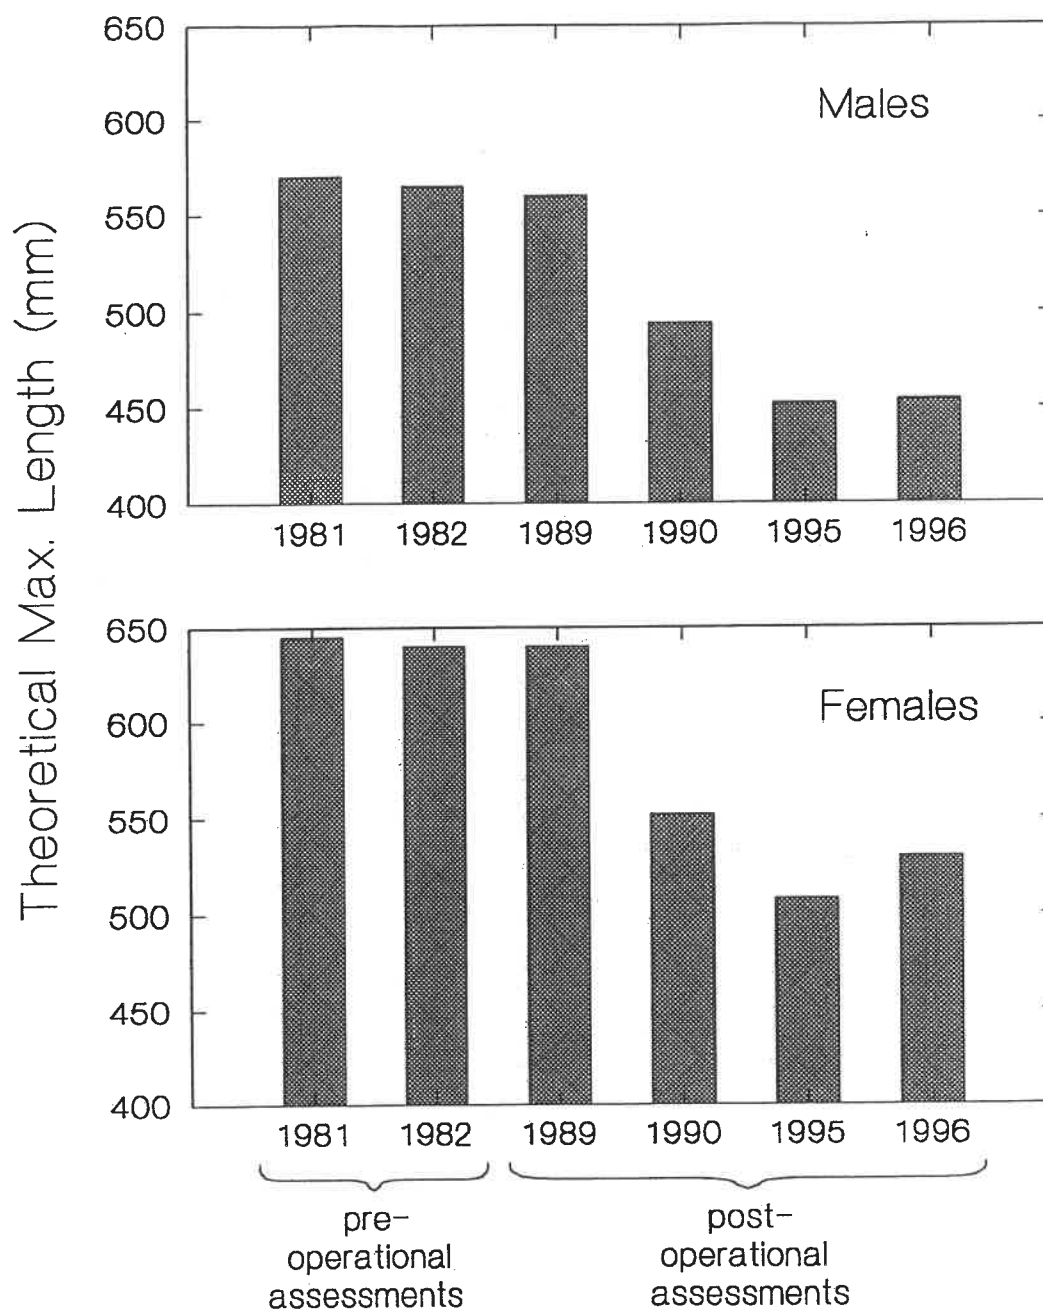 Theoretical Max. Length (mm)
650
600
550
500
450
400
Males
1981 1982 1989 1990 1995 1996
650
600
550
500
450
400
Females
1981 1982 1989 1990 1995 1996
pre-
operational
assessments
post-
operational
assessments